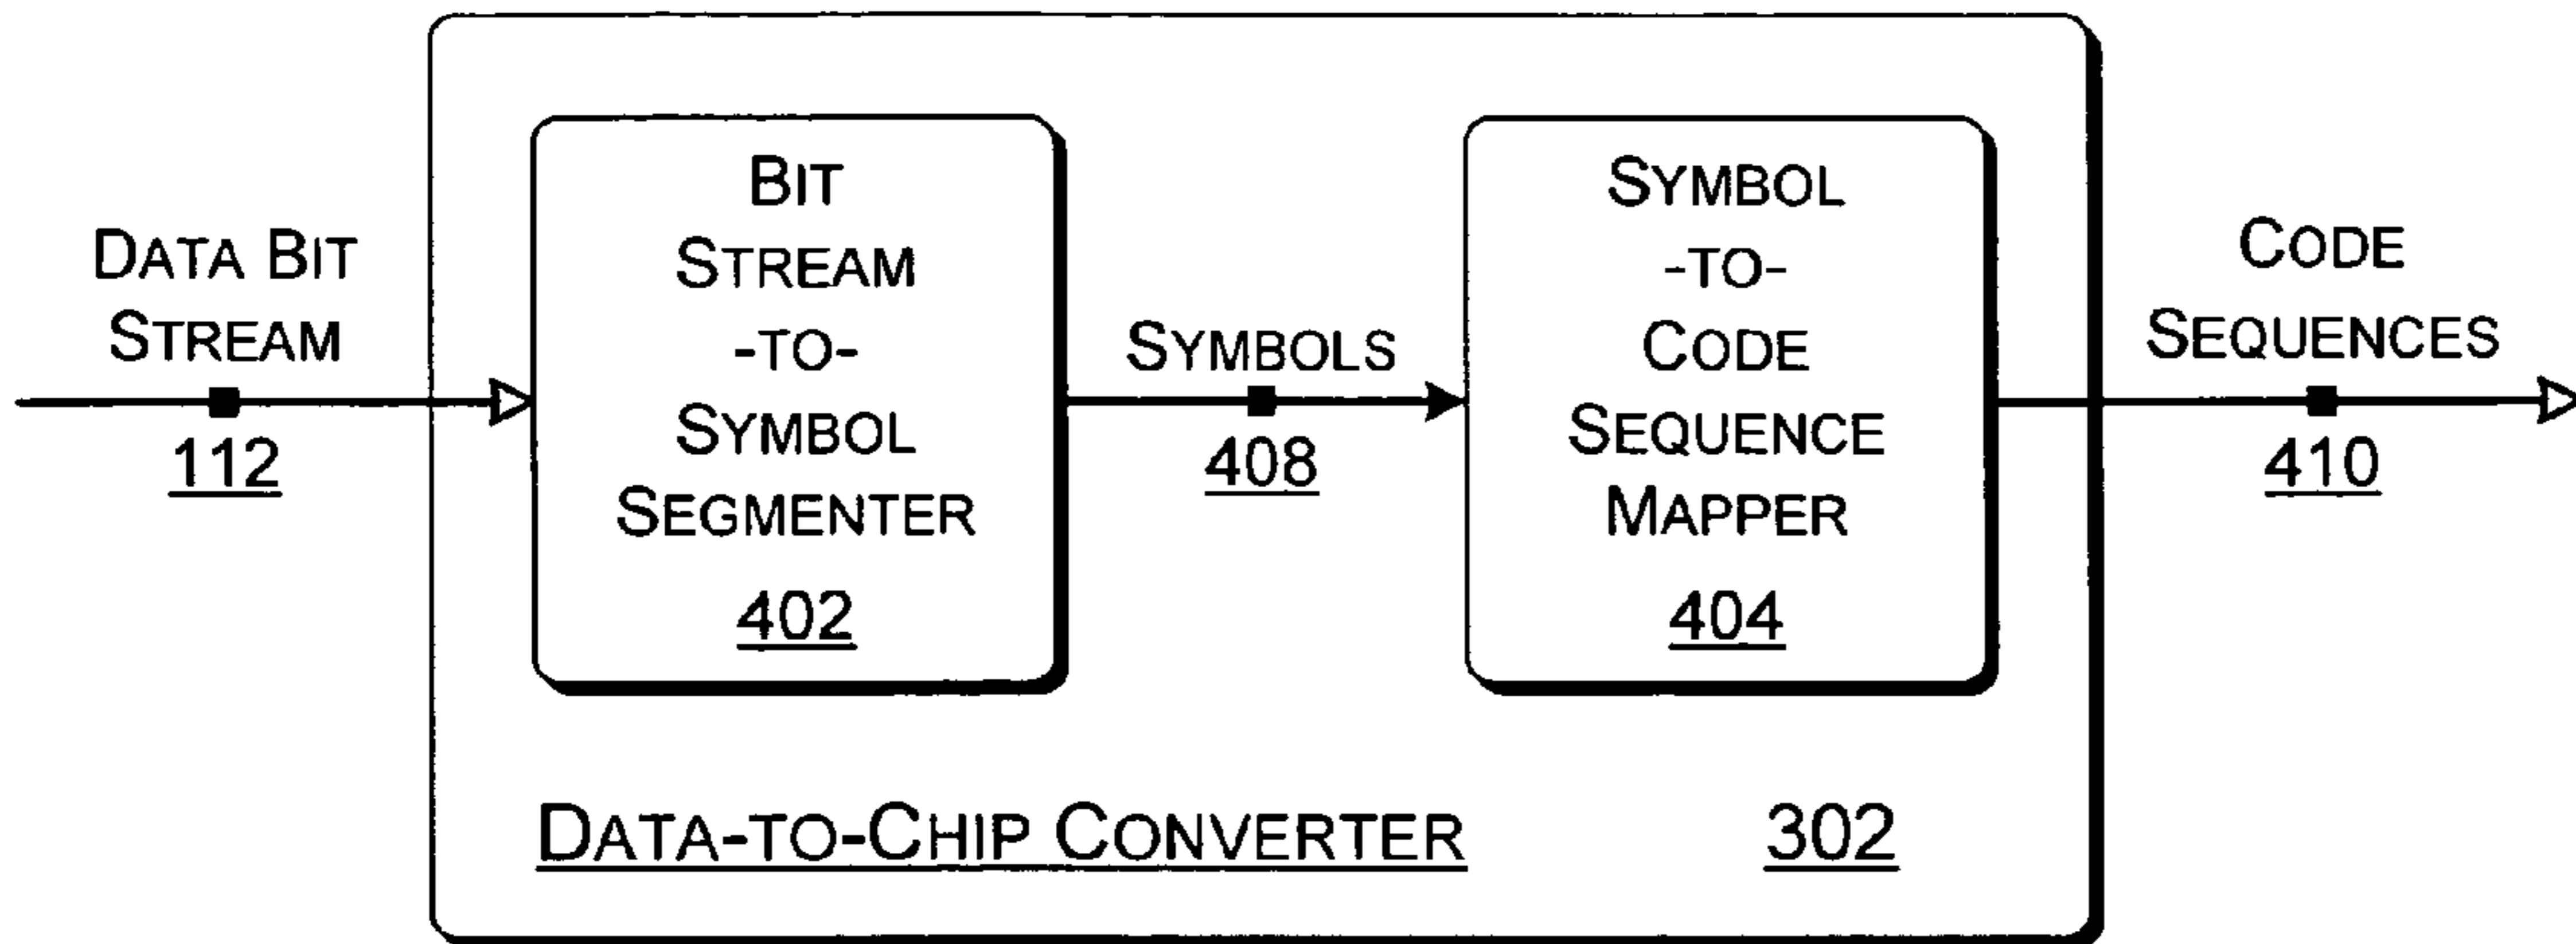 DATA BIT
STREAM
112
BIT
STREAM
-TO-
SYMBOL
SEGMENTER
402
SYMBOLS
408
SYMBOL
-TO-
CODE
SEQUENCE
MAPPER
404
CODE
SEQUENCES
410
DATA-TO-CHIP CONVERTER 302